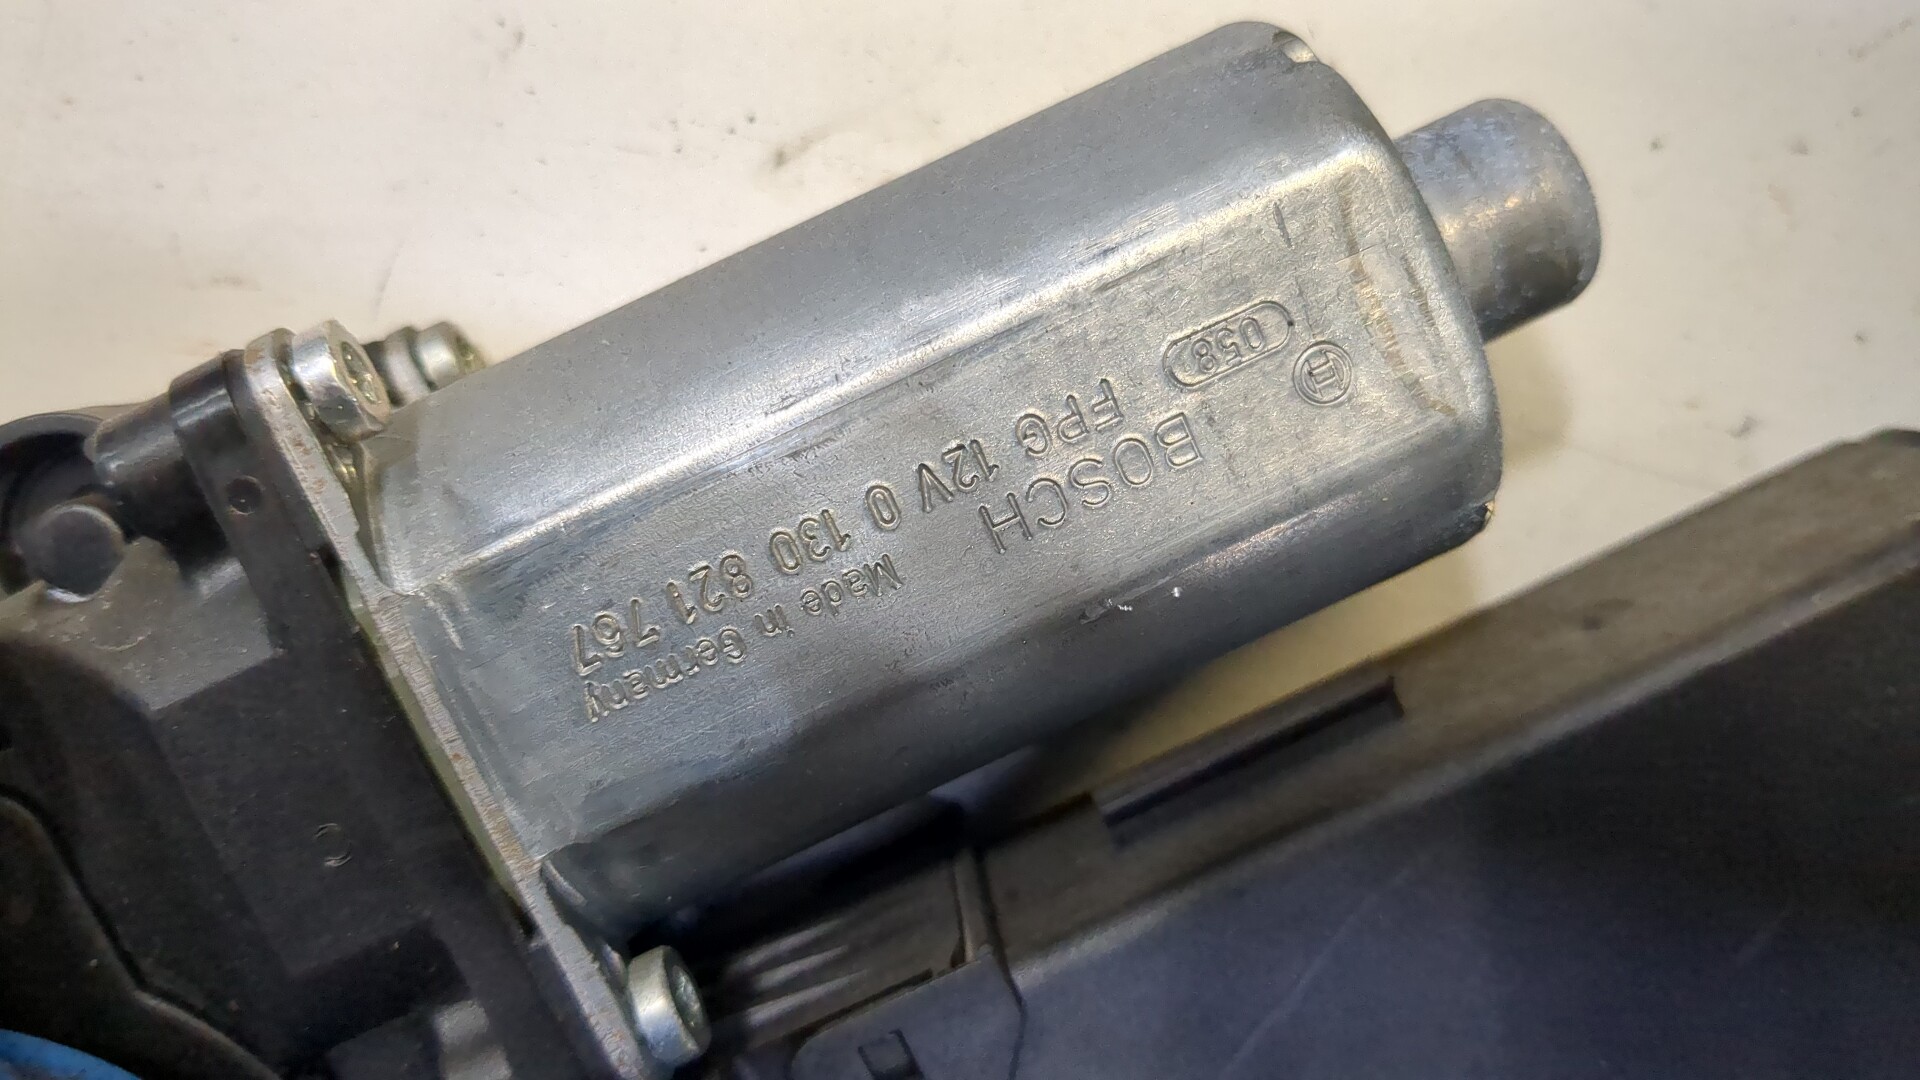 058
BOSCH
FPG 12V 0 130 821 767
Made in Germany